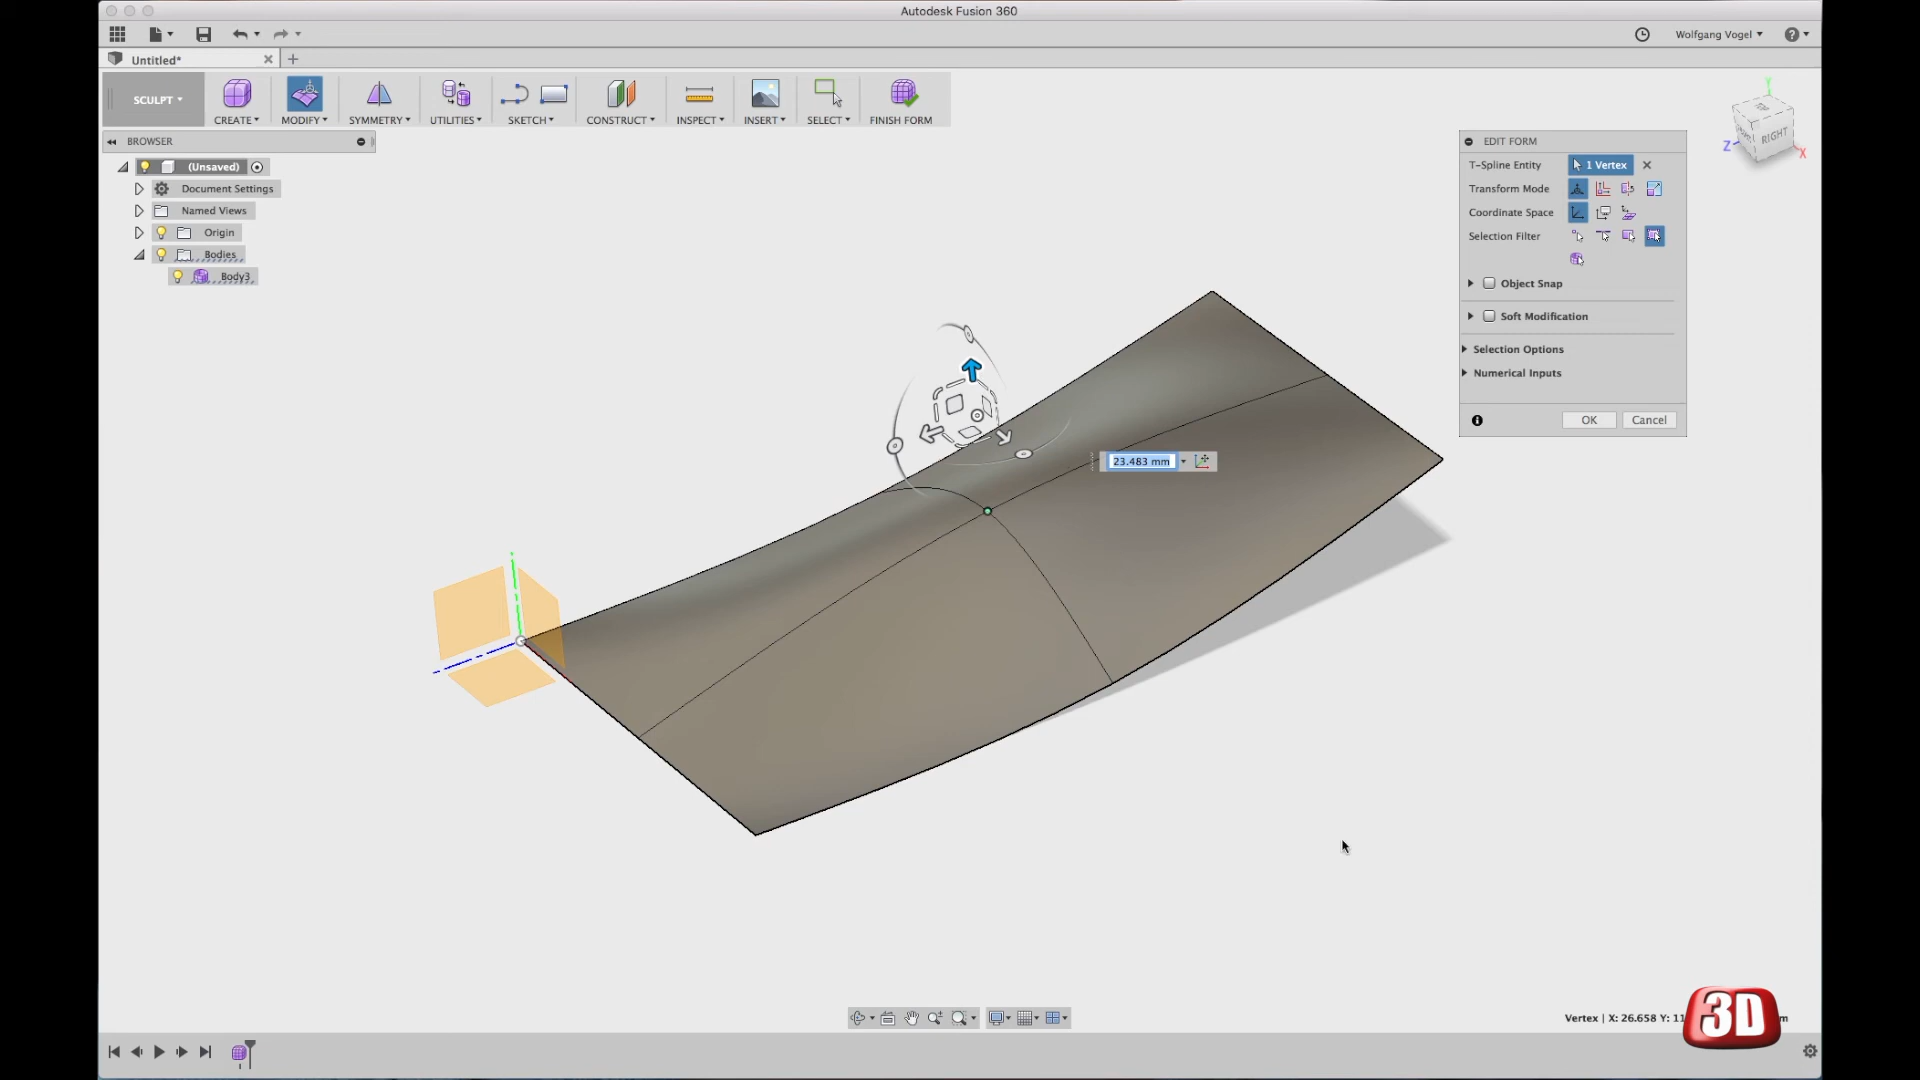 Autodesk Fusion 360
Wolfgang Vogel
Untitled*
SCULPT
CREATE
MODIFY
SYMMETRY
UTILITIES
SKETCH
CONSTRUCT
INSPECT
INSERT
SELECT
FINISH FORM
BROWSER
(Unsaved)
Document Settings
Named Views
Origin
Bodies
Body3
EDIT FORM
T-Spline Entity
1 Vertex
Transform Mode
Coordinate Space
Selection Filter
Object Snap
Soft Modification
Selection Options
Numerical Inputs
OK
Cancel
RIGHT
Y
Z
X
23.483 mm
Vertex | X: 26.658 Y: 11
3D